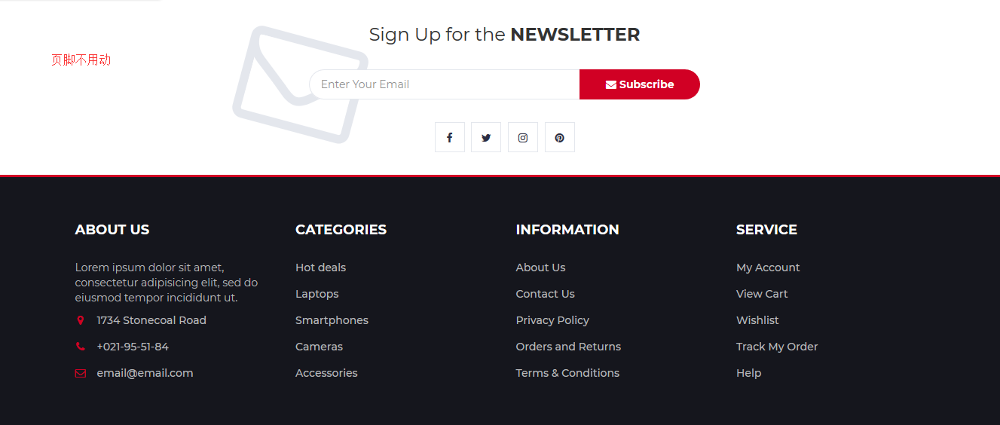 Sign Up for the NEWSLETTER
页脚不用动
Enter Your Email
Subscribe
ABOUT US
Lorem ipsum dolor sit amet,
consectetur adipisicing elit, sed do
eiusmod tempor incididunt ut.
1734 Stonecoal Road
+021-95-51-84
email@email.com
CATEGORIES
Hot deals
Laptops
Smartphones
Cameras
Accessories
INFORMATION
About Us
Contact Us
Privacy Policy
Orders and Returns
Terms & Conditions
SERVICE
My Account
View Cart
Wishlist
Track My Order
Help